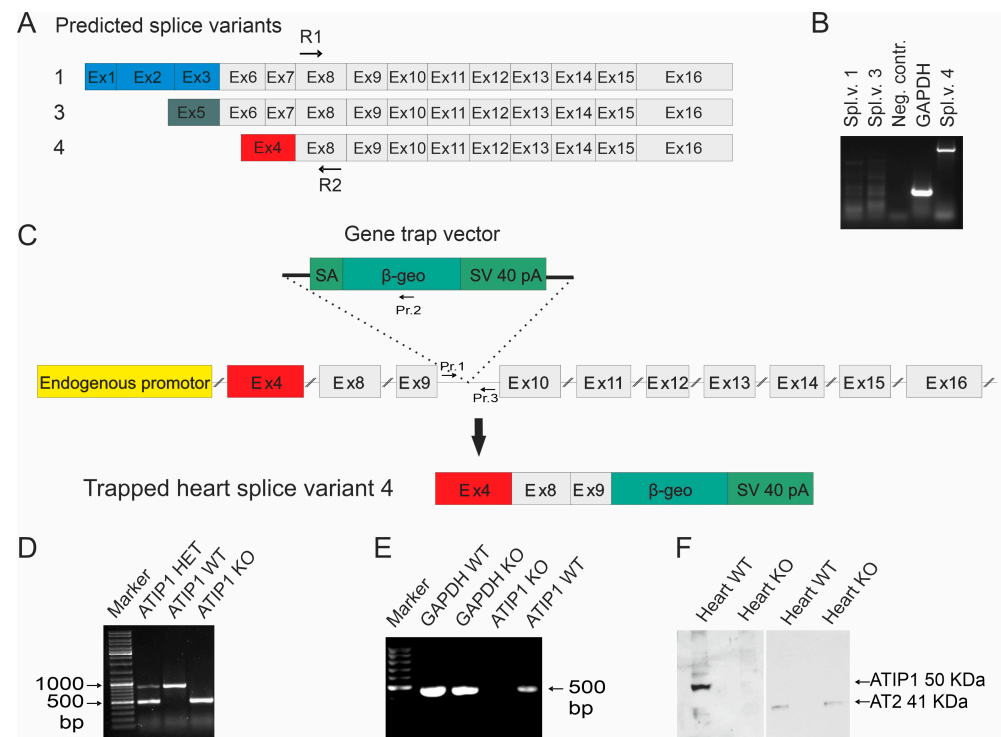 A Predicted splice variants
R1
1 Ex1 Ex2 Ex3 Ex6 Ex7 Ex8 Ex9 Ex10 Ex11 Ex12 Ex13 Ex14 Ex15 Ex16
3 Ex5 Ex6 Ex7 Ex8 Ex9 Ex10 Ex11 Ex12 Ex13 Ex14 Ex15 Ex16
4 Ex4 Ex8 Ex9 Ex10 Ex11 Ex12 Ex13 Ex14 Ex15 Ex16
R2
B
Spl.v. 1
Spl.v. 3
Neg. contr.
GAPDH
Spl.v. 4
C
Gene trap vector
SA β-geo SV 40 pA
Pr.2
Pr.1
Endogenous promotor Ex4 Ex8 Ex9 Ex10 Ex11 Ex12 Ex13 Ex14 Ex15 Ex16
Pr.3
Trapped heart splice variant 4 Ex4 Ex8 Ex9 β-geo SV 40 pA
D
Marker
ATIP1 HET
ATIP1 WT
ATIP1 KO
1000
500
bp
E
Marker
GAPDH WT
GAPDH KO
ATIP1 KO
ATIP1 WT
500
bp
F
Heart WT
Heart KO
Heart WT
Heart KO
ATIP1 50 KDa
AT2 41 KDa